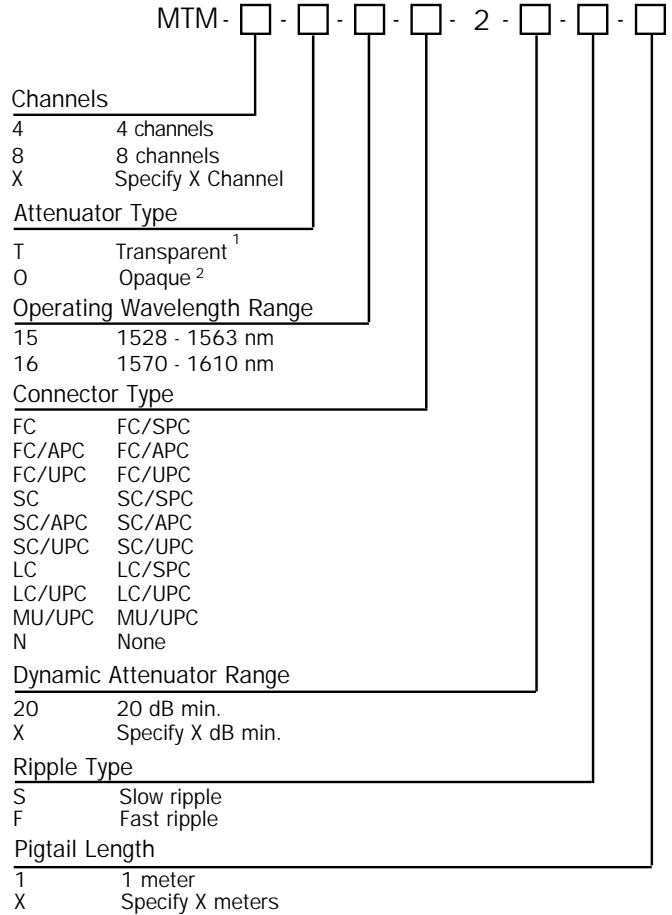 MTM - - - - - 2 - - -
Channels
4 4 channels
8 8 channels
X Specify X Channel
Attenuator Type
T Transparent 1
O Opaque 2
Operating Wavelength Range
15 1528 - 1563 nm
16 1570 - 1610 nm
Connector Type
FC FC/SPC
FC/APC FC/APC
FC/UPC FC/UPC
SC SC/SPC
SC/APC SC/APC
SC/UPC SC/UPC
LC LC/SPC
LC/UPC LC/UPC
MU/UPC MU/UPC
N None
Dynamic Attenuator Range
20 20 dB min.
X Specify X dB min.
Ripple Type
S Slow ripple
F Fast ripple
Pigtail Length
1 1 meter
X Specify X meters